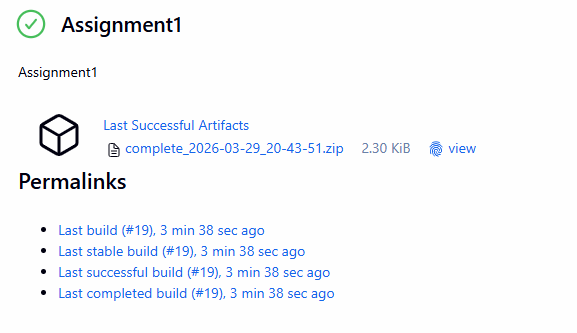 Assignment1
Assignment1
Last Successful Artifacts
complete_2026-03-29_20-43-51.zip 2.30 KiB view
Permalinks
Last build (#19), 3 min 38 sec ago
Last stable build (#19), 3 min 38 sec ago
Last successful build (#19), 3 min 38 sec ago
Last completed build (#19), 3 min 38 sec ago